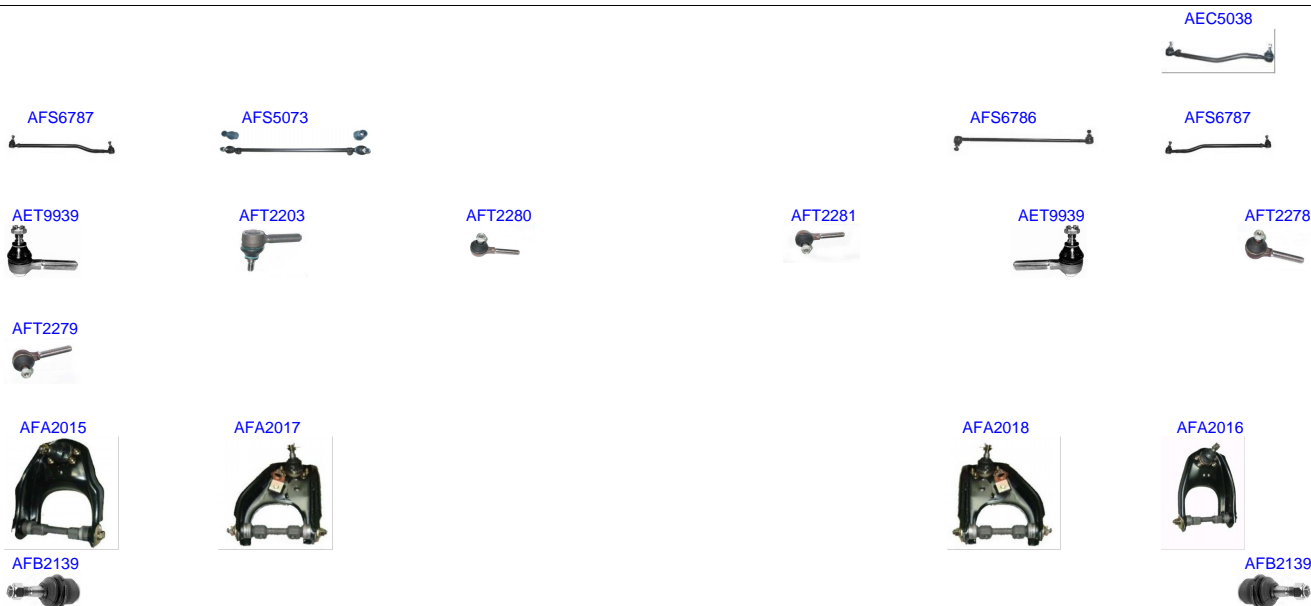 AEC5038
AFS6787 AFS5073 AFS6786 AFS6787
AET9939 AFT2203 AFT2280 AFT2281 AET9939 AFT2278
AFT2279
AFA2015 AFA2017 AFA2018 AFA2016
AFB2139 AFB2139